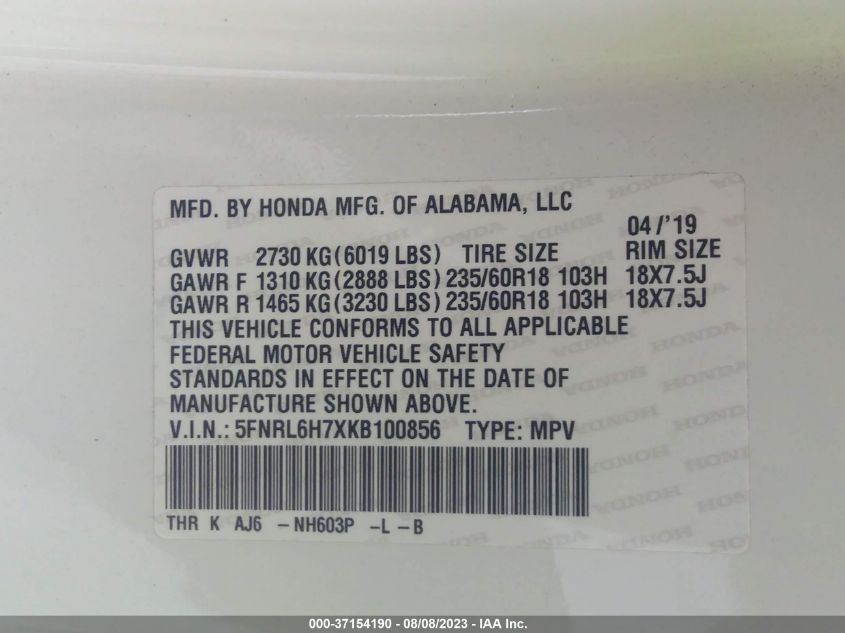 MFD. BY HONDA MFG. OF ALABAMA, LLC
04/'19
GVWR 2730 KG(6019 LBS) TIRE SIZE RIM SIZE
GAWR F 1310 KG(2888 LBS) 235/60R18 103H 18X7.5J
GAWR R 1465 KG(3230 LBS) 235/60R18 103H 18X7.5J
THIS VEHICLE CONFORMS TO ALL APPLICABLE
FEDERAL MOTOR VEHICLE SAFETY
STANDARDS IN EFFECT ON THE DATE OF
MANUFACTURE SHOWN ABOVE.
V.I.N.: 5FNRL6H7XKB100856 TYPE: MPV
THR K AJ6 -NH603P -L -B
000-37154190 - 08/08/2023 - IAA Inc.